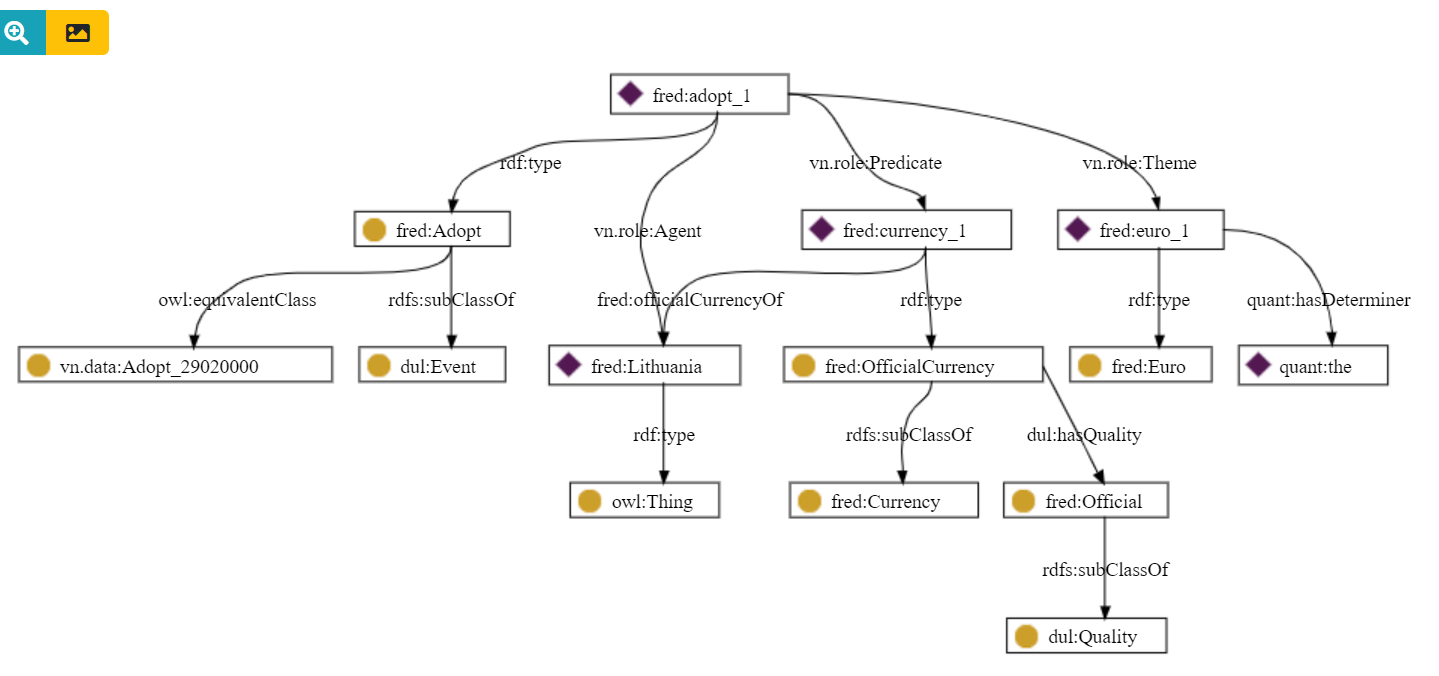 fred:adopt_1
rdf:type
vn.role:Predicate
vn.role:Theme
fred:Adopt
vn.role:Agent
fred:currency_1
fred:euro_1
owl:equivalentClass
rdfs:subClassOf
fred:officialCurrencyOf
rdf:type
rdf:type
quant:hasDeterminer
vn.data:Adopt_29020000
dul:Event
fred:Lithuania
fred:OfficialCurrency
fred:Euro
quant:the
rdf:type
rdfs:subClassOf
dul:hasQuality
owl:Thing
fred:Currency
fred:Official
rdfs:subClassOf
dul:Quality